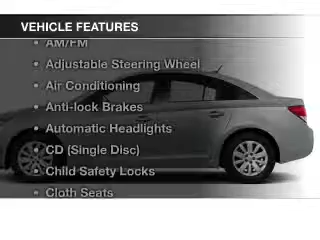 VEHICLE FEATURES
• AM/FM
• Adjustable Steering Wheel
• Air Conditioning
• Anti-lock Brakes
• Automatic Headlights
• CD (Single Disc)
• Child Safety Locks
• Cloth Seats